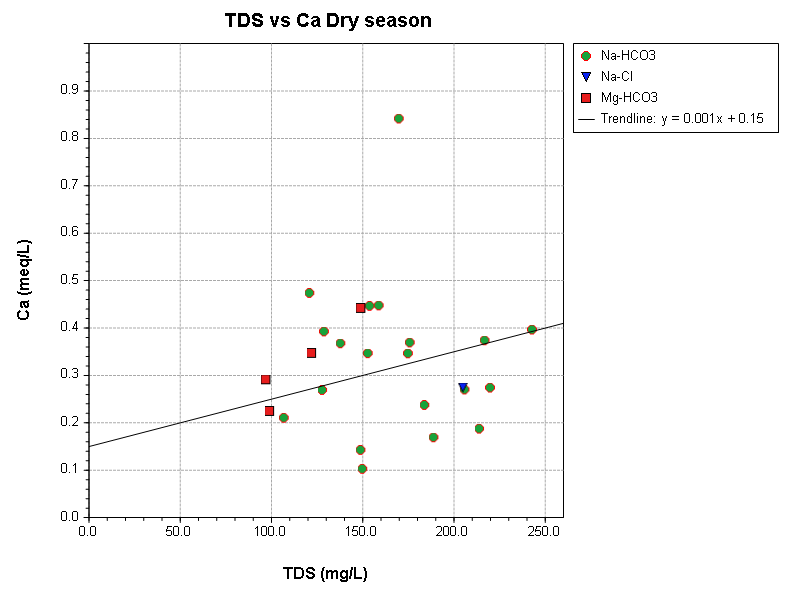 TDS vs Ca Dry season
Na-HCO3
Na-Cl
Mg-HCO3
Trendline: y = 0.001x + 0.15
0.9
0.8
0.7
0.6
0.5
0.4
0.3
0.2
0.1
0.0
Ca (meq/L)
0.0 50.0 100.0 150.0 200.0 250.0
TDS (mg/L)